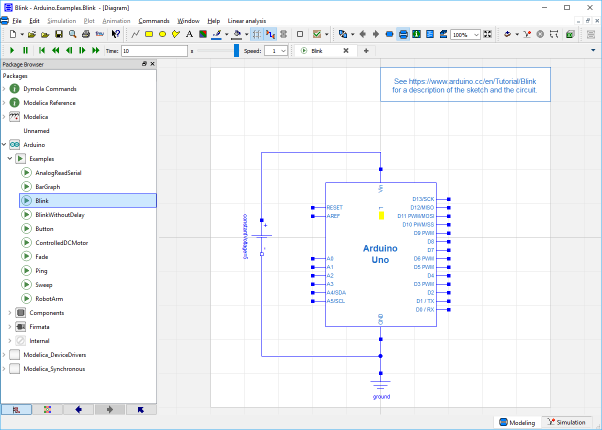 Blink - Arduino.Examples.Blink - [Diagram]
File Edit Simulation Plot Animation Commands Window Help Linear analysis
Time: 10 s Speed: 1 Blink 100%
Package Browser
Packages
Dymola Commands
Modelica Reference
Modelica
Unnamed
Arduino
Examples
AnalogReadSerial
BarGraph
Blink
BlinkWithoutDelay
Button
ControlledDCMotor
Fade
Ping
Sweep
RobotArm
Components
Firmata
Internal
Modelica_DeviceDrivers
Modelica_Synchronous
See https://www.arduino.cc/en/Tutorial/Blink
for a description of the sketch and the circuit.
Vin
RESET
AREF
A0
A1
A2
A3
A4/SDA
A5/SCL
L
Arduino
Uno
D13/SCK
D12/MISO
D11 PWM/MOSI
D10 PWM/SS
D9 PWM
D8
D7
D6 PWM
D5 PWM
D4
D3 PWM
D2
D1 / TX
D0 / RX
GND
+
-
ground
Modeling Simulation